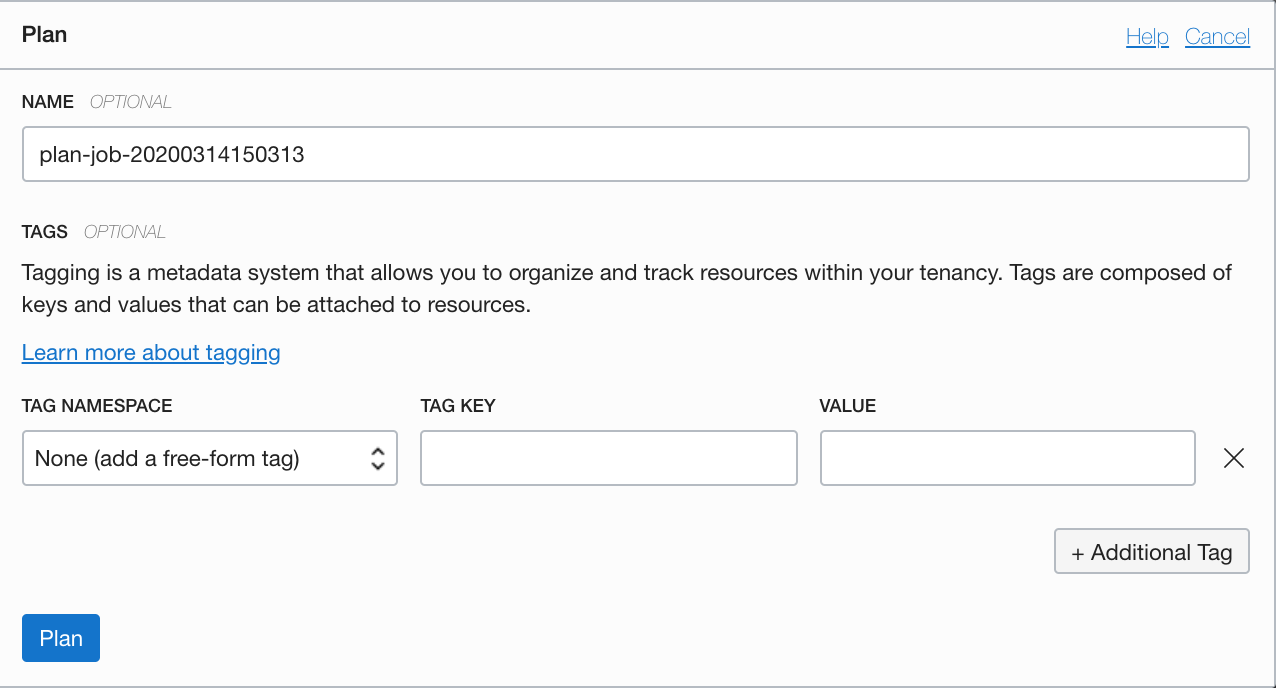 Plan
Help Cancel
NAME OPTIONAL
plan-job-20200314150313
TAGS OPTIONAL
Tagging is a metadata system that allows you to organize and track resources within your tenancy. Tags are composed of
keys and values that can be attached to resources.
Learn more about tagging
TAG NAMESPACE TAG KEY VALUE
None (add a free-form tag)
+ Additional Tag
Plan